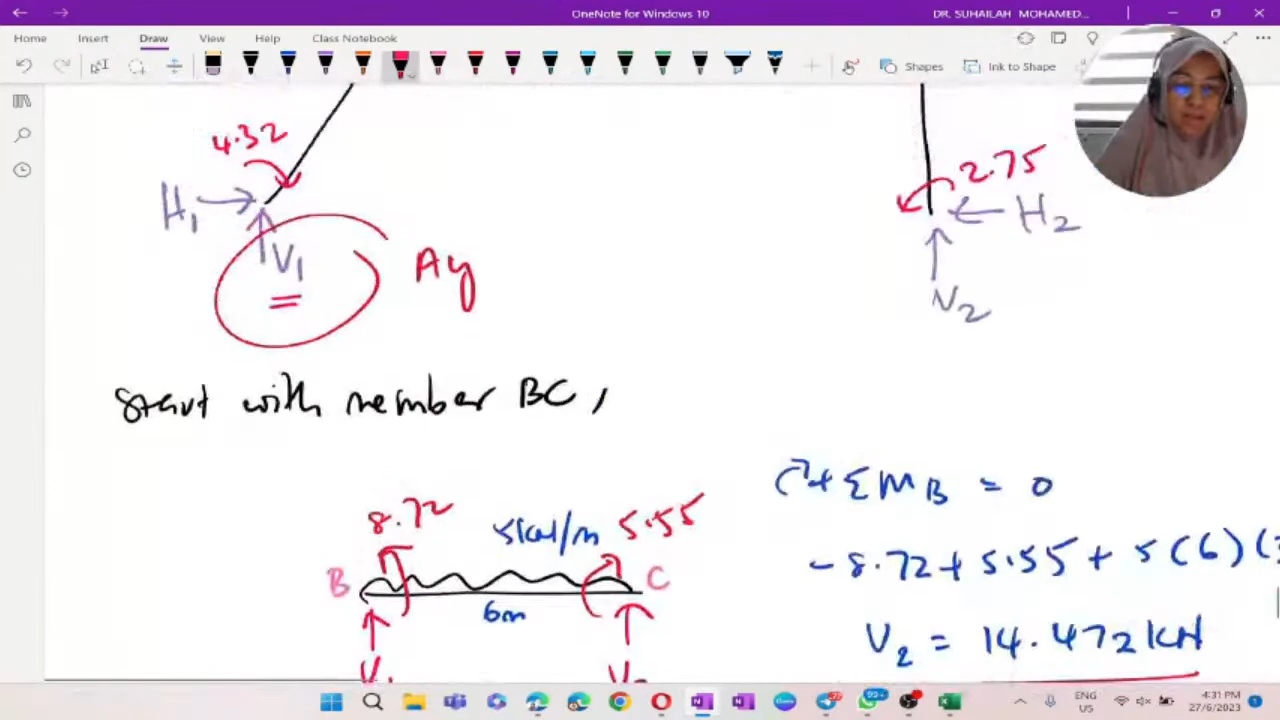 OneNote for Windows 10
DR. SUHAILAH MOHAMED...
Home Insert Draw View Help Class Notebook
Shapes Ink to Shape
4.32
H1
V1
=
Ay
2.75
H2
V2
Start with member BC,
8.72
5kN/m
5.55
B
C
6m
V1
+ΣMB = 0
-8.72 + 5.55 + 5(6)(
V2 = 14.472 kN
99+
ENG
US
4:31 PM
27/6/2023